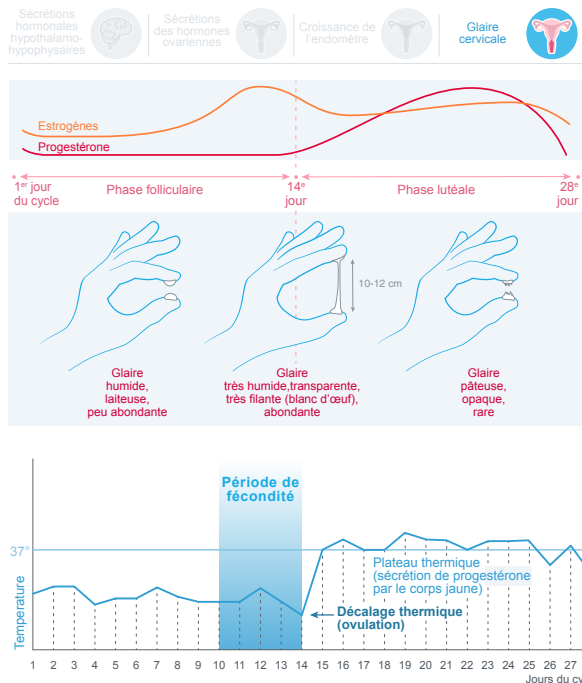 Sécrétions
hormonales
hypothalamo-
hypophysaires
Sécrétions
des hormones
ovariennes
Croissance de
l'endomètre
Glaire
cervicale
Estrogènes
Progestérone
1er jour
du cycle
Phase folliculaire
14e
jour
Phase lutéale
28e
jour
10-12 cm
Glaire
humide,
laiteuse,
peu abondante
Glaire
très humide,transparente,
très filante (blanc d'œuf),
abondante
Glaire
pâteuse,
opaque,
rare
Période de
fécondité
37°
Plateau thermique
(sécrétion de progestérone
par le corps jaune)
Décalage thermique
(ovulation)
Température
1 2 3 4 5 6 7 8 9 10 11 12 13 14 15 16 17 18 19 20 21 22 23 24 25 26 27
Jours du cy